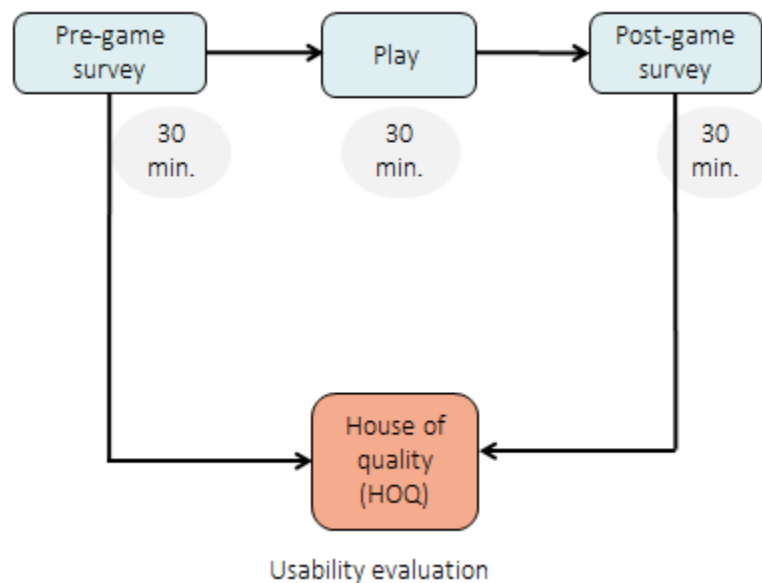 Pre-game
survey
Play
Post-game
survey
30
min.
30
min.
30
min.
House of
quality
(HOQ)
Usability evaluation